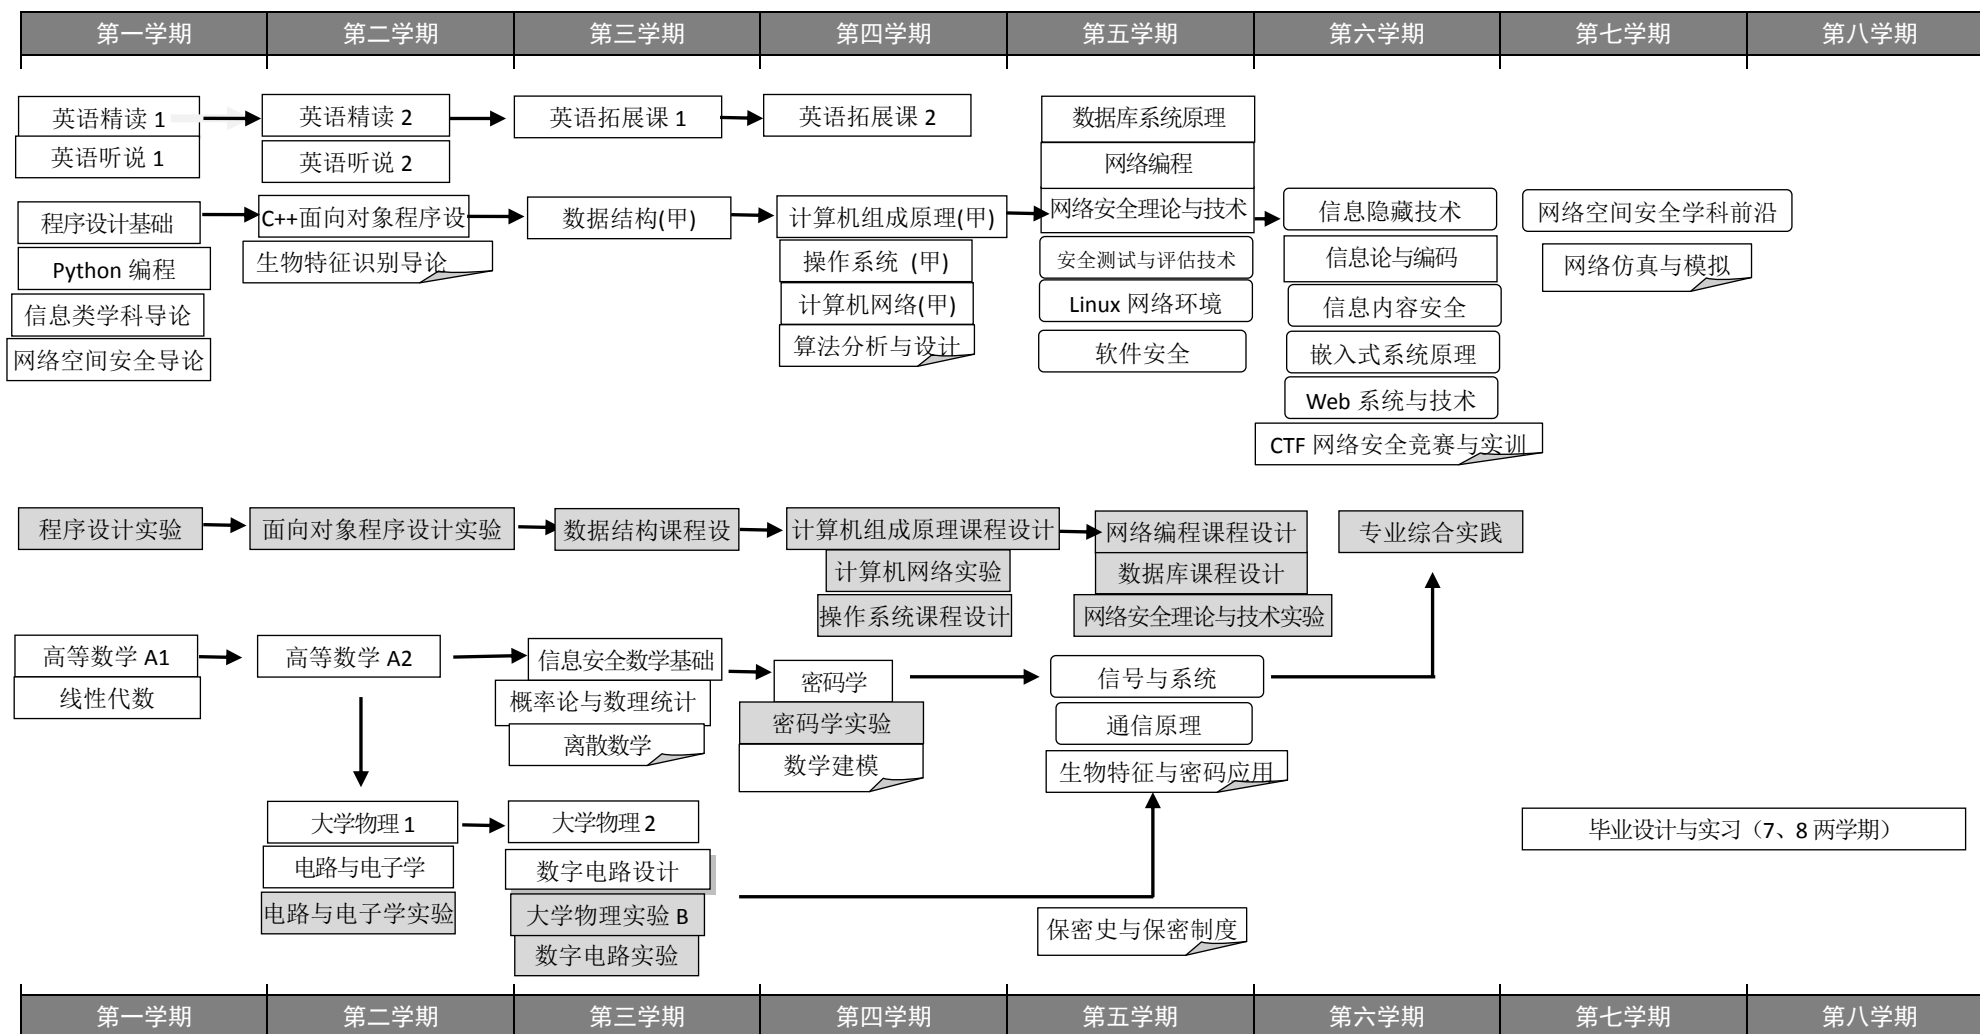 第一学期 第二学期 第三学期 第四学期 第五学期 第六学期 第七学期 第八学期
英语精读 1 英语精读 2 英语拓展课 1 英语拓展课 2 数据库系统原理
英语听说 1 英语听说 2 网络编程
程序设计基础 C++面向对象程序设 数据结构(甲) 计算机组成原理(甲) 网络安全理论与技术 信息隐藏技术 网络空间安全学科前沿
Python 编程 生物特征识别导论 操作系统 (甲) 安全测试与评估技术 信息论与编码 网络仿真与模拟
信息类学科导论 计算机网络(甲) Linux 网络环境 信息内容安全
网络空间安全导论 算法分析与设计 软件安全 嵌入式系统原理
Web 系统与技术
CTF 网络安全竞赛与实训
程序设计实验 面向对象程序设计实验 数据结构课程设 计算机组成原理课程设计 网络编程课程设计 专业综合实践
计算机网络实验 数据库课程设计
操作系统课程设计 网络安全理论与技术实验
高等数学 A1 高等数学 A2 信息安全数学基础 密码学 信号与系统
线性代数 概率论与数理统计 密码学实验 通信原理
离散数学 数学建模 生物特征与密码应用
大学物理 1 大学物理 2 毕业设计与实习（7、8 两学期）
电路与电子学 数字电路设计
电路与电子学实验 大学物理实验 B 保密史与保密制度
数字电路实验
第一学期 第二学期 第三学期 第四学期 第五学期 第六学期 第七学期 第八学期